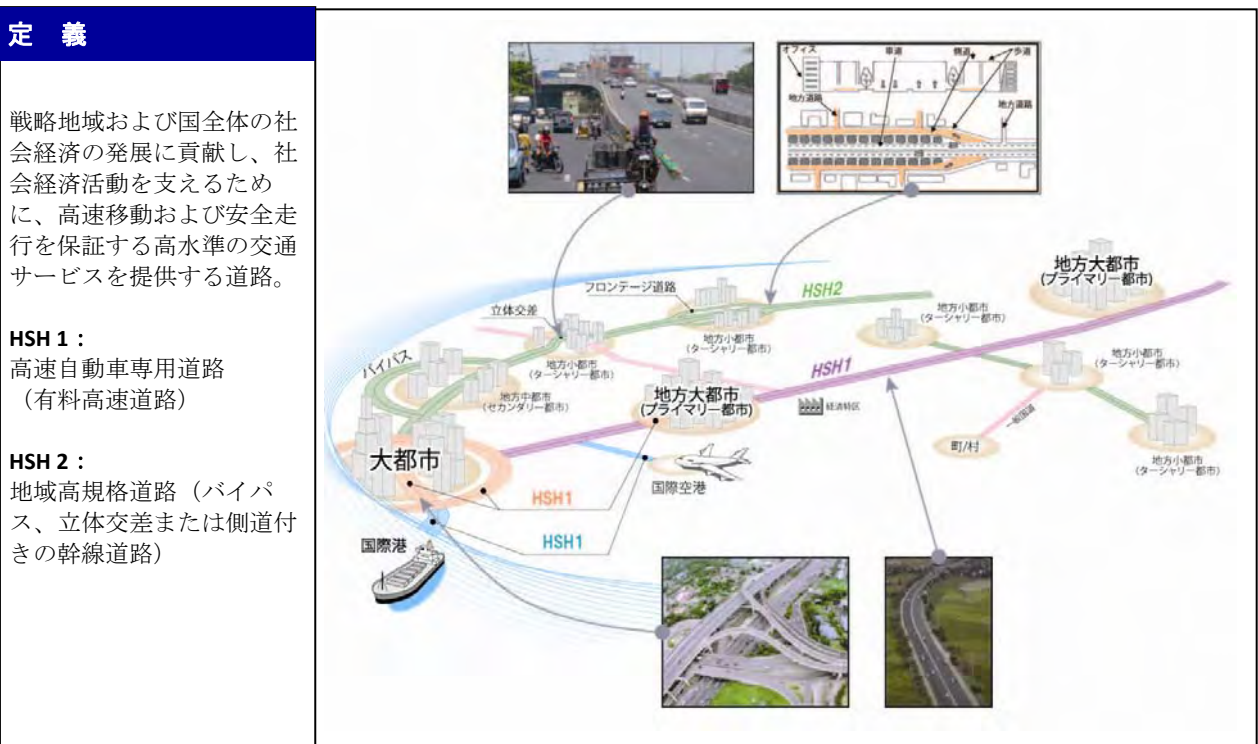 定 義
戦略地域および国全体の社
会経済の発展に貢献し、社
会経済活動を支えるため
に、高速移動および安全走
行を保証する高水準の交通
サービスを提供する道路。
HSH 1：
高速自動車専用道路
（有料高速道路）
HSH 2：
地域高規格道路（バイパ
ス、立体交差または側道付
きの幹線道路）
オフィス
車道
側道
歩道
地方道路
地方道路
地方大都市
(プライマリー都市)
フロンテージ道路
HSH2
立体交差
地方小都市
(ターシャリー都市)
地方小都市
(ターシャリー都市)
バイパス
地方小都市
(ターシャリー都市)
地方小都市
(ターシャリー都市)
HSH1
地方中都市
(セカンダリー都市)
地方大都市
(プライマリー都市)
経済特区
一般国道
町/村
大都市
地方小都市
(ターシャリー都市)
国際空港
HSH1
国際港
HSH1